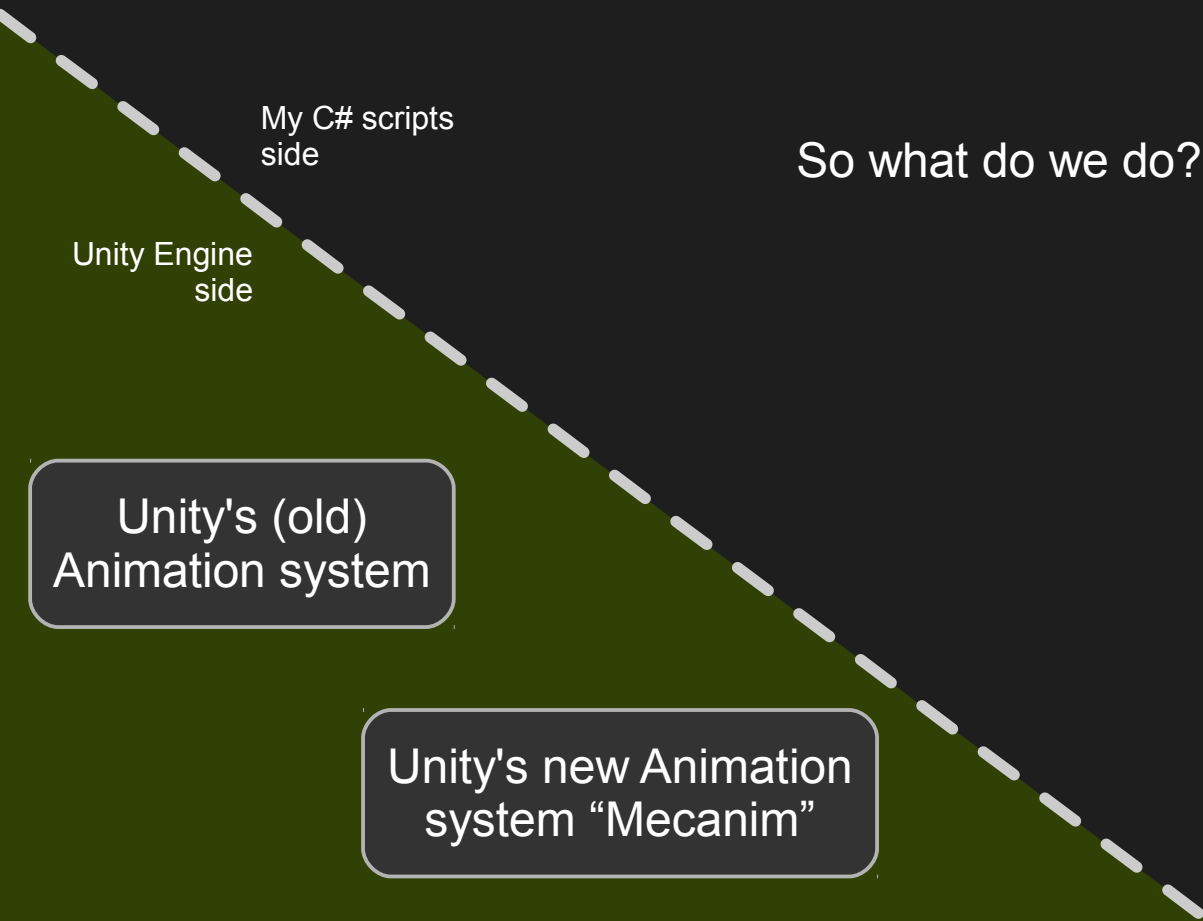 My C# scripts
side
So what do we do?
Unity Engine
side
Unity's (old)
Animation system
Unity's new Animation
system “Mecanim”